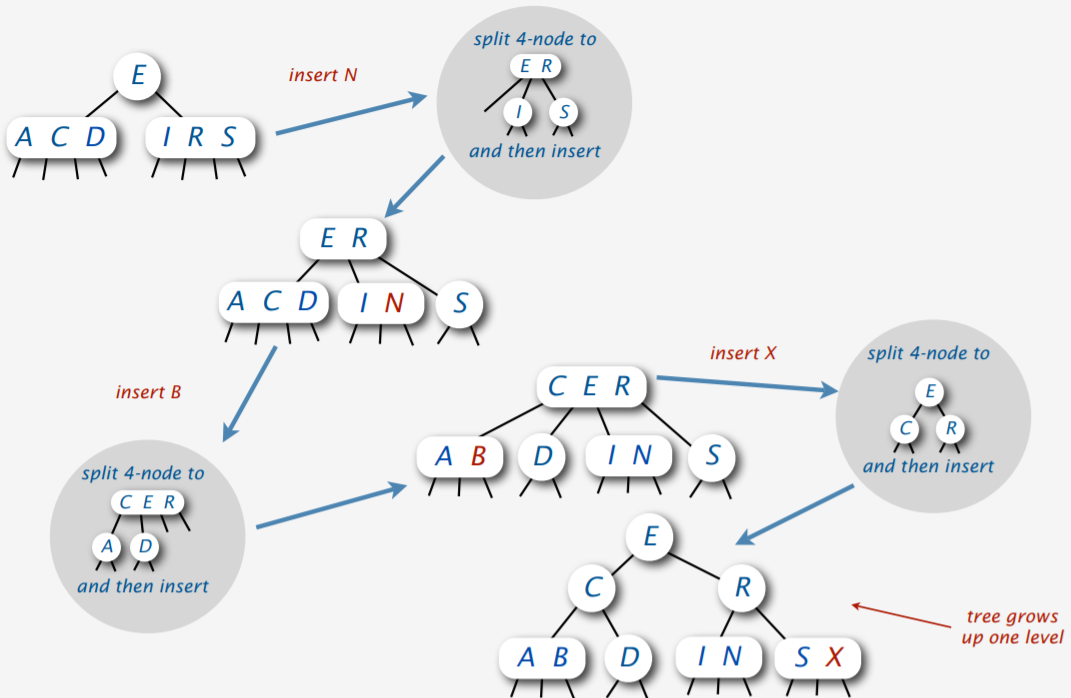 split 4-node to
E R
I S
and then insert
insert N
E
A C D I R S
E R
A C D I N S
insert B
split 4-node to
C E R
A D
and then insert
C E R
A B D I N S
insert X
split 4-node to
E
C R
and then insert
E
C R
A B D I N S X
tree grows
up one level